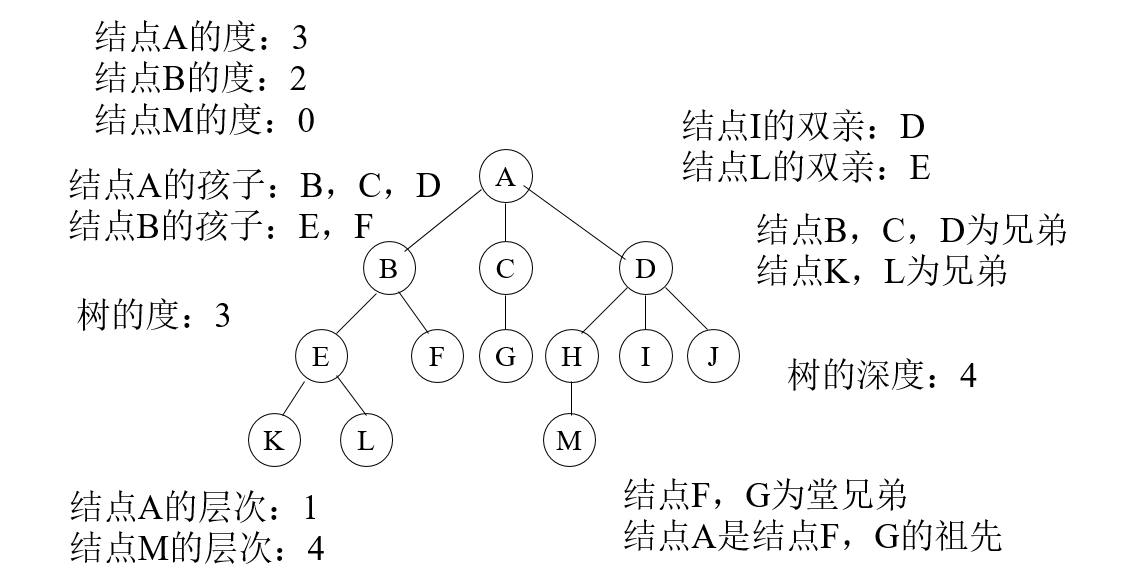 结点A的度：3
结点B的度：2
结点M的度：0
结点I的双亲：D
结点L的双亲：E
结点A的孩子：B，C，D
结点B的孩子：E，F
A
结点B，C，D为兄弟
结点K，L为兄弟
B
C
D
树的度：3
E
F
G
H
I
J
树的深度：4
K
L
M
结点A的层次：1
结点M的层次：4
结点F，G为堂兄弟
结点A是结点F，G的祖先